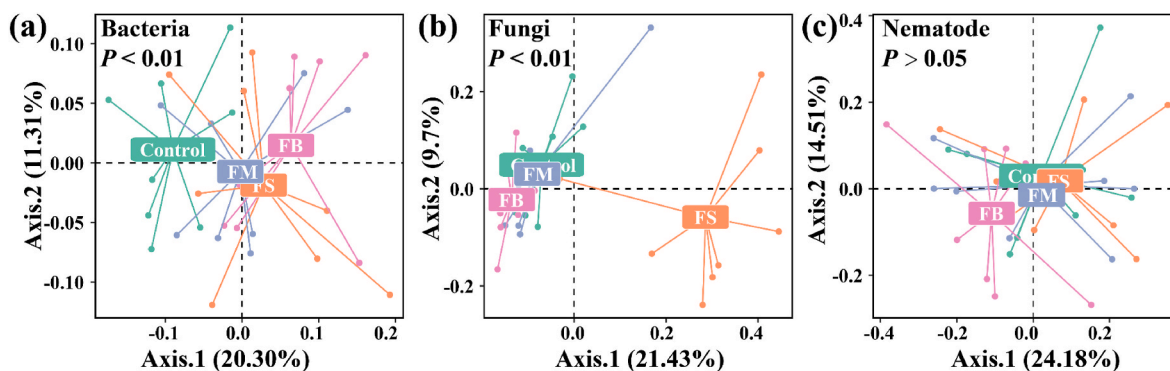 (a)
Bacteria
P < 0.01
Control
FB
FM
FS
0.10
0.05
0.00
-0.05
-0.10
Axis.2 (11.31%)
-0.1
0.0
0.1
0.2
Axis.1 (20.30%)
(b)
Fungi
P < 0.01
Control
FM
FB
FS
0.2
0.0
-0.2
Axis.2 (9.7%)
0.0
0.2
0.4
Axis.1 (21.43%)
(c)
Nematode
P > 0.05
Co
FS
FM
FB
0.4
0.2
0.0
-0.2
Axis.2 (14.51%)
-0.4
-0.2
0.0
0.2
Axis.1 (24.18%)